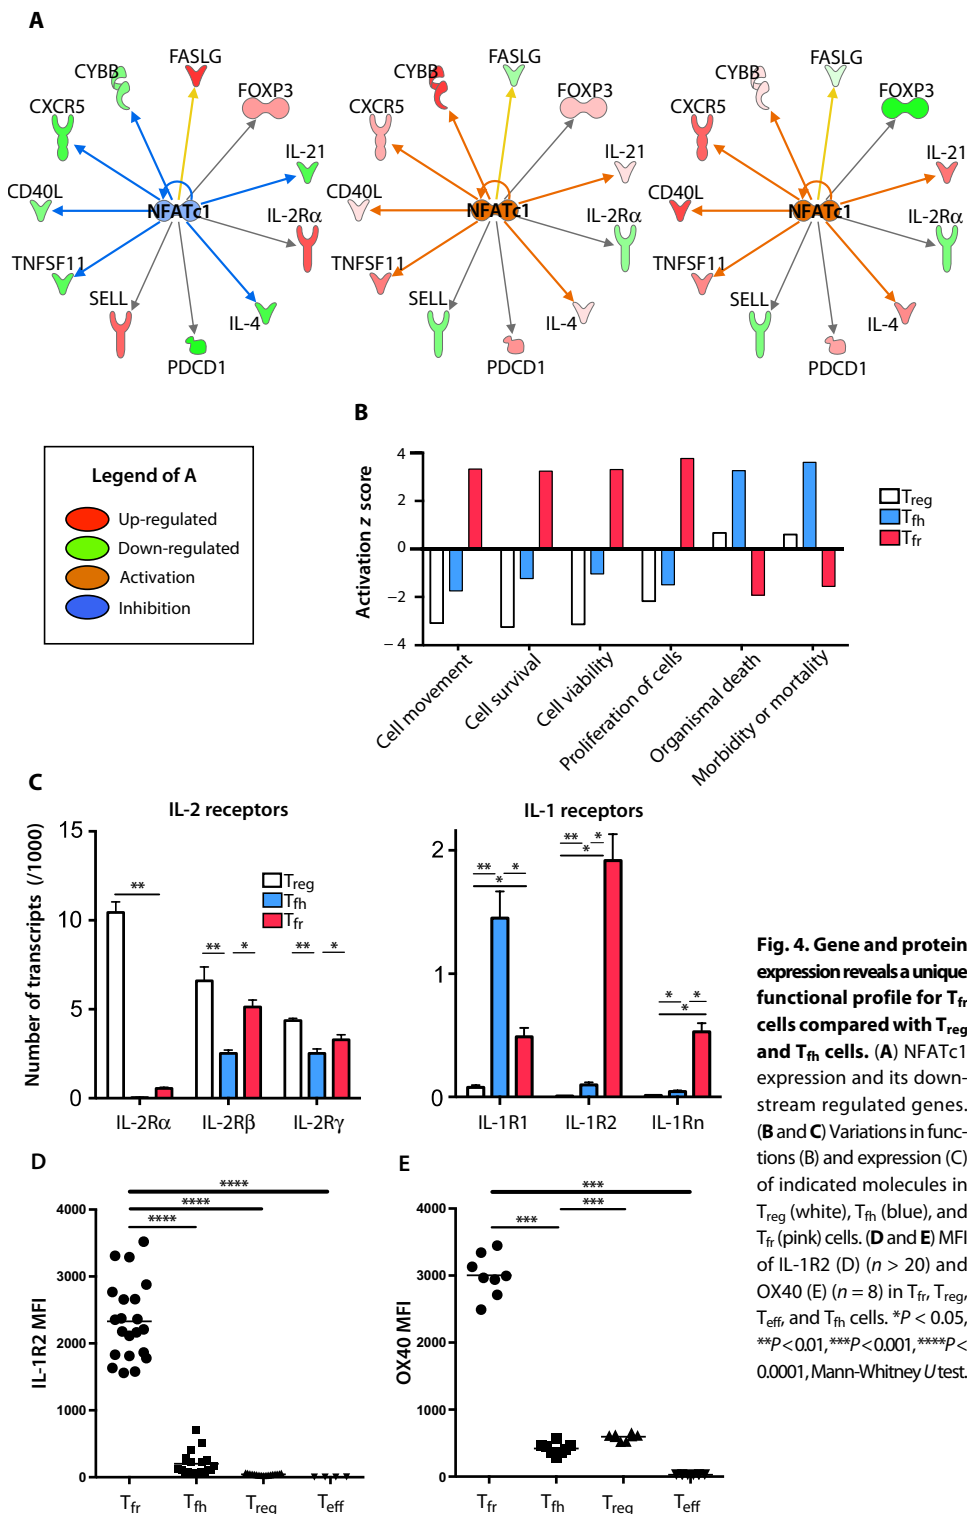 A
CYBB FASLG FOXP3 CXCR5 IL-21 CD40L NFATc1 IL-2Rα TNFSF11 SELL IL-4 PDCD1
CYBB FASLG FOXP3 CXCR5 IL-21 CD40L NFATc1 IL-2Rα TNFSF11 SELL IL-4 PDCD1
CYBB FASLG FOXP3 CXCR5 IL-21 CD40L NFATc1 IL-2Rα TNFSF11 SELL IL-4 PDCD1
Legend of A
Up-regulated
Down-regulated
Activation
Inhibition
B
Activation z score
4
2
0
−2
−4
Treg
Tfh
Tfr
Cell movement
Cell survival
Cell viability
Proliferation of cells
Organismal death
Morbidity or mortality
C
IL-2 receptors
Number of transcripts (/1000)
15
10
5
0
**
** *
** *
Treg
Tfh
Tfr
IL-2Rα IL-2Rβ IL-2Rγ
IL-1 receptors
2
1
0
** *
*
** *
*
* *
*
IL-1R1 IL-1R2 IL-1Rn
D
IL-1R2 MFI
4000
3000
2000
1000
0
****
****
****
Tfr Tfh Treg Teff
E
OX40 MFI
4000
3000
2000
1000
0
***
***
***
Tfr Tfh Treg Teff
Fig. 4. Gene and protein
expression reveals a unique
functional profile for Tfr
cells compared with Treg
and Tfh cells. (A) NFATc1
expression and its down-
stream regulated genes.
(B and C) Variations in func-
tions (B) and expression (C)
of indicated molecules in
Treg (white), Tfh (blue), and
Tfr (pink) cells. (D and E) MFI
of IL-1R2 (D) (n > 20) and
OX40 (E) (n = 8) in Tfr, Treg,
Teff, and Tfh cells. *P < 0.05,
**P < 0.01, ***P < 0.001, ****P <
0.0001, Mann-Whitney U test.